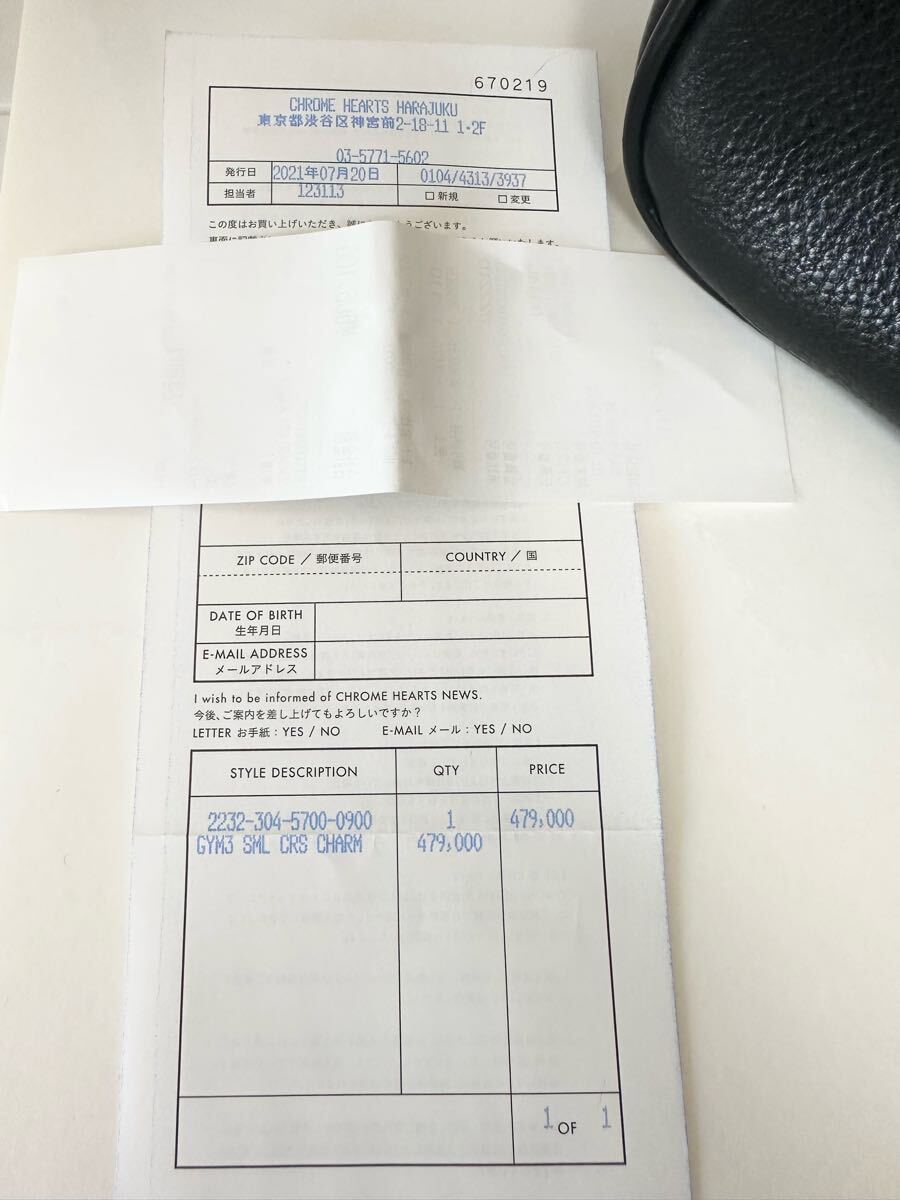 670219
CHROME HEARTS HARAJUKU
東京都渋谷区神宮前2-18-11 1・2F
03-5771-5602
発行日 2021年07月20日 0104/4313/3937
担当者 123113 □ 新規 □ 変更
この度はお買い上げいただき、誠に うございます。
ZIP CODE / 郵便番号 COUNTRY / 国
DATE OF BIRTH
生年月日
E-MAIL ADDRESS
メールアドレス
I wish to be informed of CHROME HEARTS NEWS.
今後、ご案内を差し上げてもよろしいですか?
LETTER お手紙 : YES / NO E-MAIL メール : YES / NO
STYLE DESCRIPTION QTY PRICE
2232-304-5700-0900 1 479,000
GYM3 SML CRS CHARM 479,000
1 OF 1